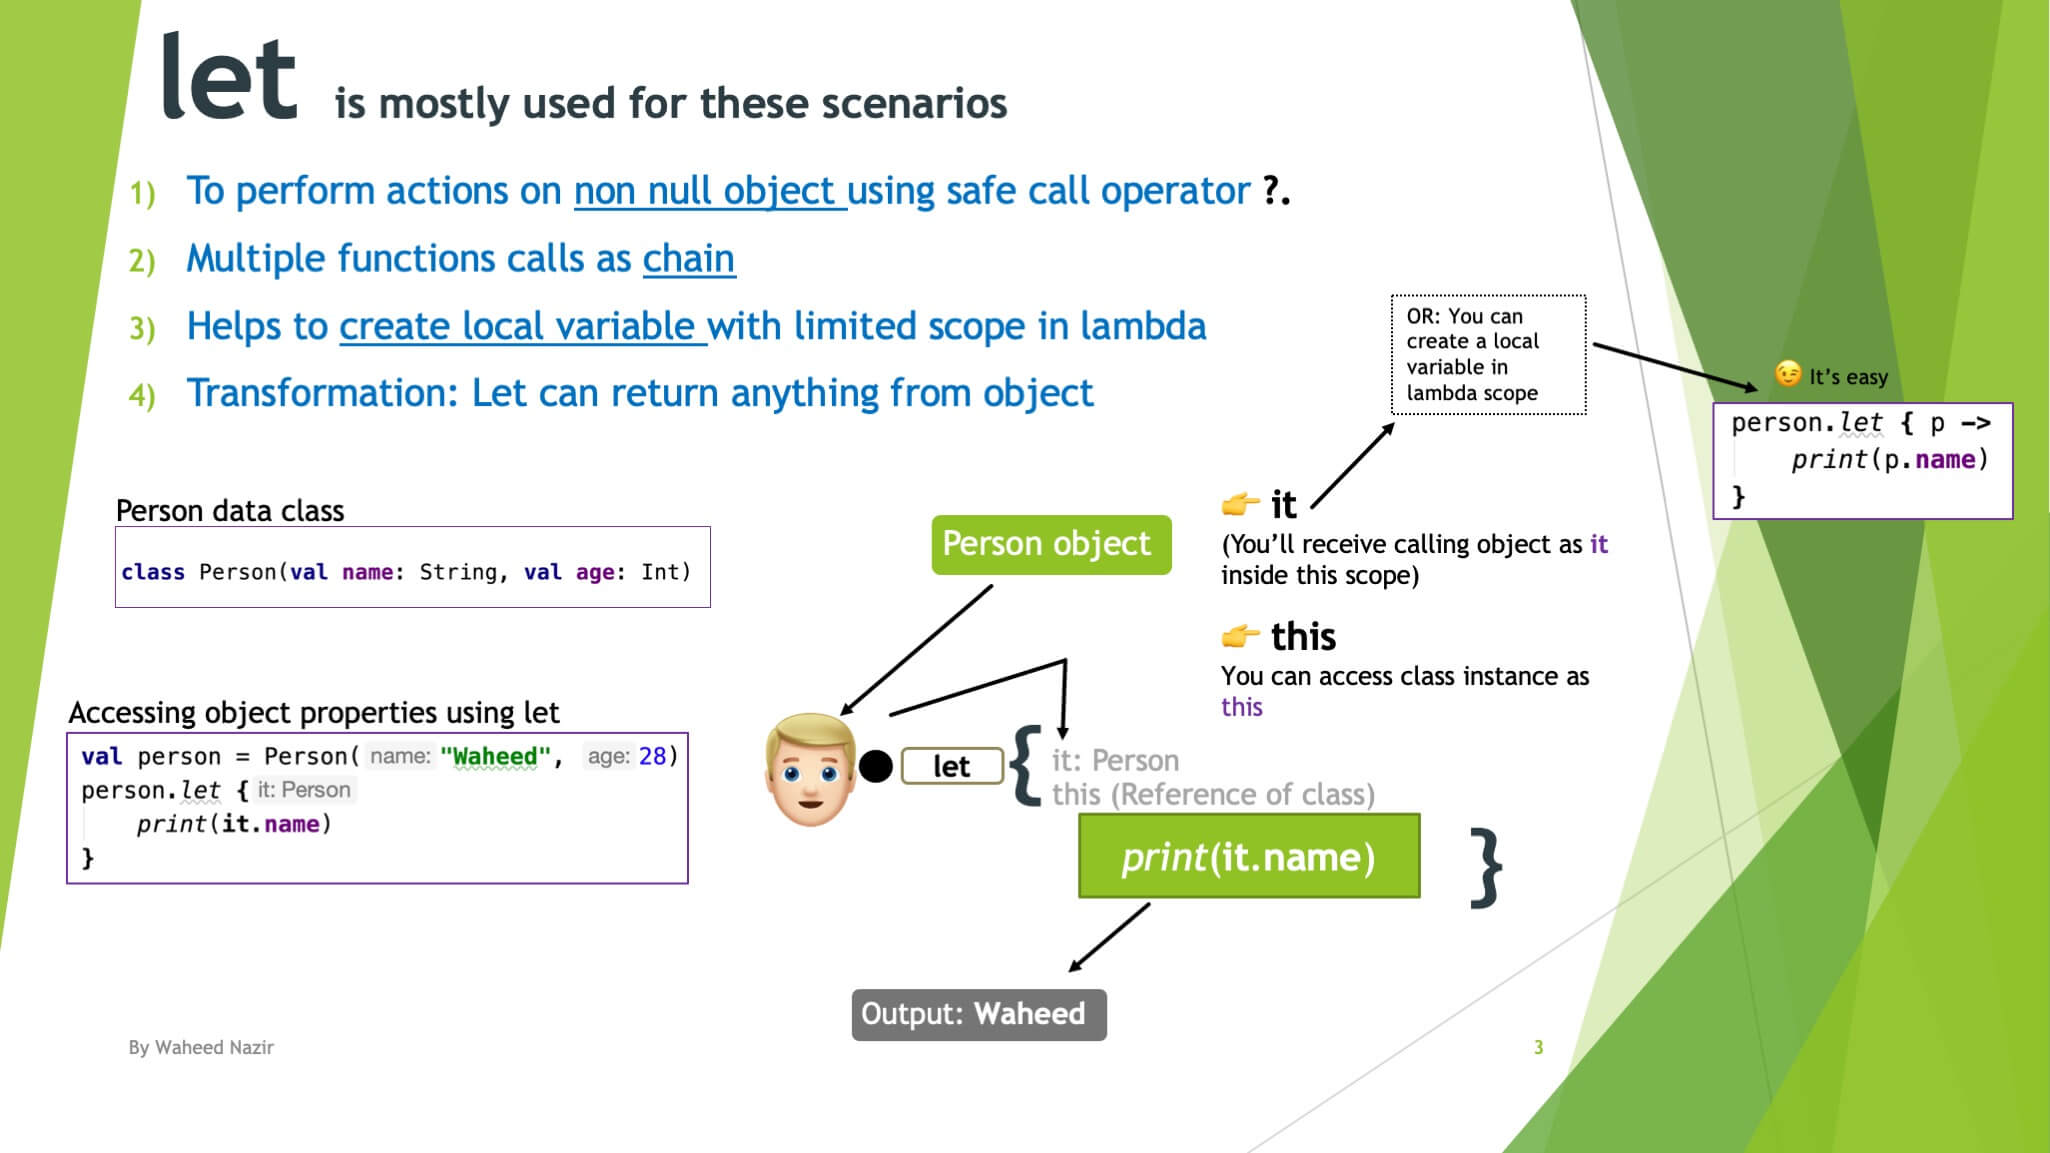 let is mostly used for these scenarios
1) To perform actions on non null object using safe call operator ?.
2) Multiple functions calls as chain
3) Helps to create local variable with limited scope in lambda
4) Transformation: Let can return anything from object
OR: You can
create a local
variable in
lambda scope
It's easy
person.let { p ->
print(p.name)
}
Person data class
class Person(val name: String, val age: Int)
Accessing object properties using let
val person = Person( name: "Waheed", age: 28)
person.let { it: Person
print(it.name)
}
Person object
it
(You'll receive calling object as it
inside this scope)
this
You can access class instance as
this
let { it: Person
this (Reference of class)
print(it.name)
}
Output: Waheed
By Waheed Nazir
3